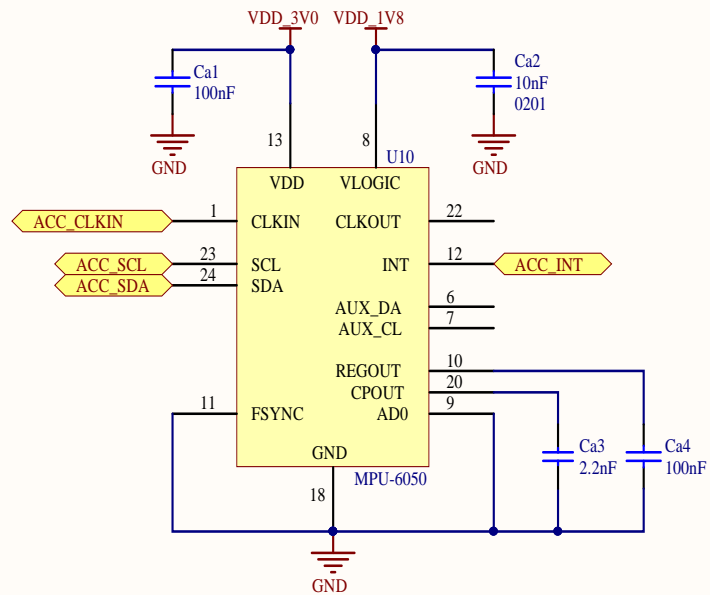 VDD_3V0
VDD_1V8
Ca1
100nF
Ca2
10nF
0201
GND
GND
13
8
U10
VDD
VLOGIC
ACC_CLKIN
1
CLKIN
CLKOUT
22
ACC_SCL
23
SCL
INT
12
ACC_INT
ACC_SDA
24
SDA
AUX_DA
6
AUX_CL
7
REGOUT
10
CPOUT
20
11
FSYNC
AD0
9
GND
Ca3
2.2nF
Ca4
100nF
MPU-6050
18
GND